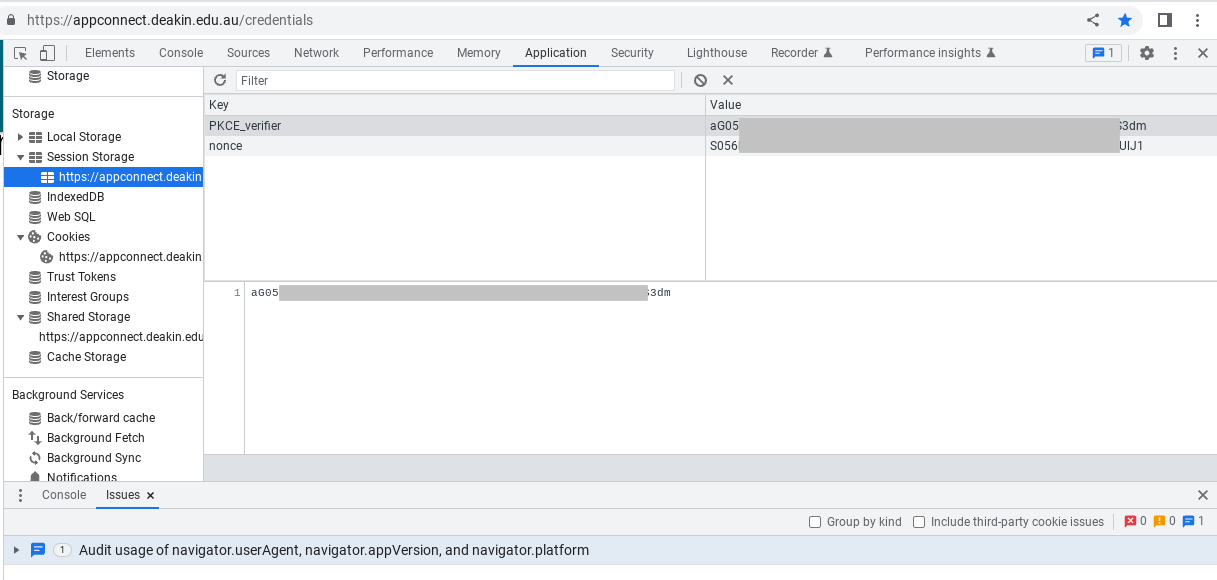 https://appconnect.deakin.edu.au/credentials
Elements Console Sources Network Performance Memory Application Security Lighthouse Recorder Performance insights 1
Storage
Filter
Storage
Key Value
PKCE_verifier aG05 S3dm
nonce S056 UIJ1
Local Storage
Session Storage
https://appconnect.deakin
IndexedDB
Web SQL
Cookies
https://appconnect.deakin
Trust Tokens
Interest Groups
Shared Storage
https://appconnect.deakin.edu
Cache Storage
1 aG05 3dm
Background Services
Back/forward cache
Background Fetch
Background Sync
Notifications
Console Issues
Group by kind Include third-party cookie issues 0 0 1
1 Audit usage of navigator.userAgent, navigator.appVersion, and navigator.platform